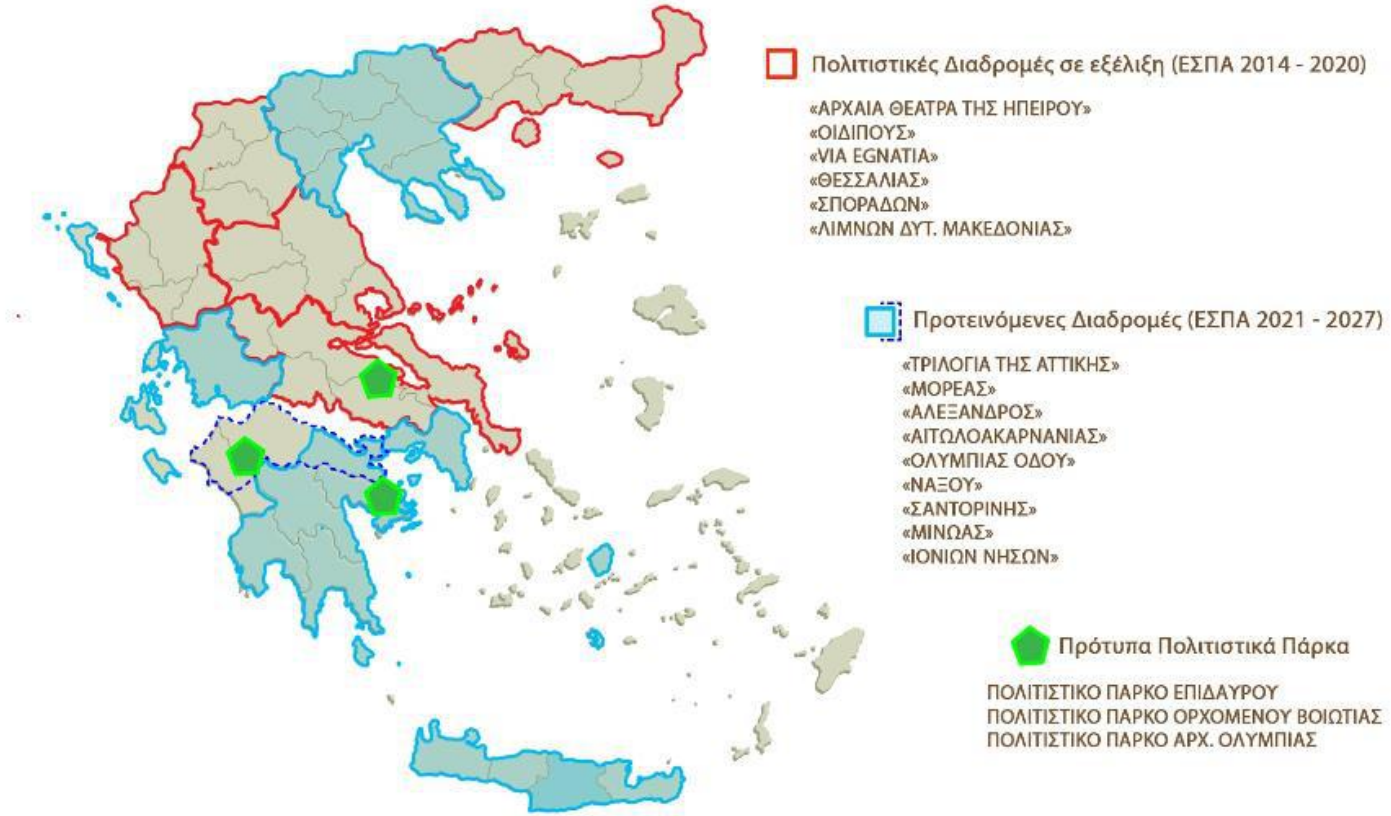 Πολιτιστικές Διαδρομές σε εξέλιξη (ΕΣΠΑ 2014 - 2020)
«ΑΡΧΑΙΑ ΘΕΑΤΡΑ ΤΗΣ ΗΠΕΙΡΟΥ»
«ΟΙΔΙΠΟΥΣ»
«VIA EGNATIA»
«ΘΕΣΣΑΛΙΑΣ»
«ΣΠΟΡΑΔΩΝ»
«ΛΙΜΝΩΝ ΔΥΤ. ΜΑΚΕΔΟΝΙΑΣ»
Προτεινόμενες Διαδρομές (ΕΣΠΑ 2021 - 2027)
«ΤΡΙΛΟΓΙΑ ΤΗΣ ΑΤΤΙΚΗΣ»
«ΜΟΡΕΑΣ»
«ΑΛΕΞΑΝΔΡΟΣ»
«ΑΙΤΩΛΟΑΚΑΡΝΑΝΙΑΣ»
«ΟΛΥΜΠΙΑΣ ΟΔΟΥ»
«ΝΑΞΟΥ»
«ΣΑΝΤΟΡΙΝΗΣ»
«ΜΙΝΩΑΣ»
«ΙΟΝΙΩΝ ΝΗΣΩΝ»
Πρότυπα Πολιτιστικά Πάρκα
ΠΟΛΙΤΙΣΤΙΚΟ ΠΑΡΚΟ ΕΠΙΔΑΥΡΟΥ
ΠΟΛΙΤΙΣΤΙΚΟ ΠΑΡΚΟ ΟΡΧΟΜΕΝΟΥ ΒΟΙΩΤΙΑΣ
ΠΟΛΙΤΙΣΤΙΚΟ ΠΑΡΚΟ ΑΡΧ. ΟΛΥΜΠΙΑΣ